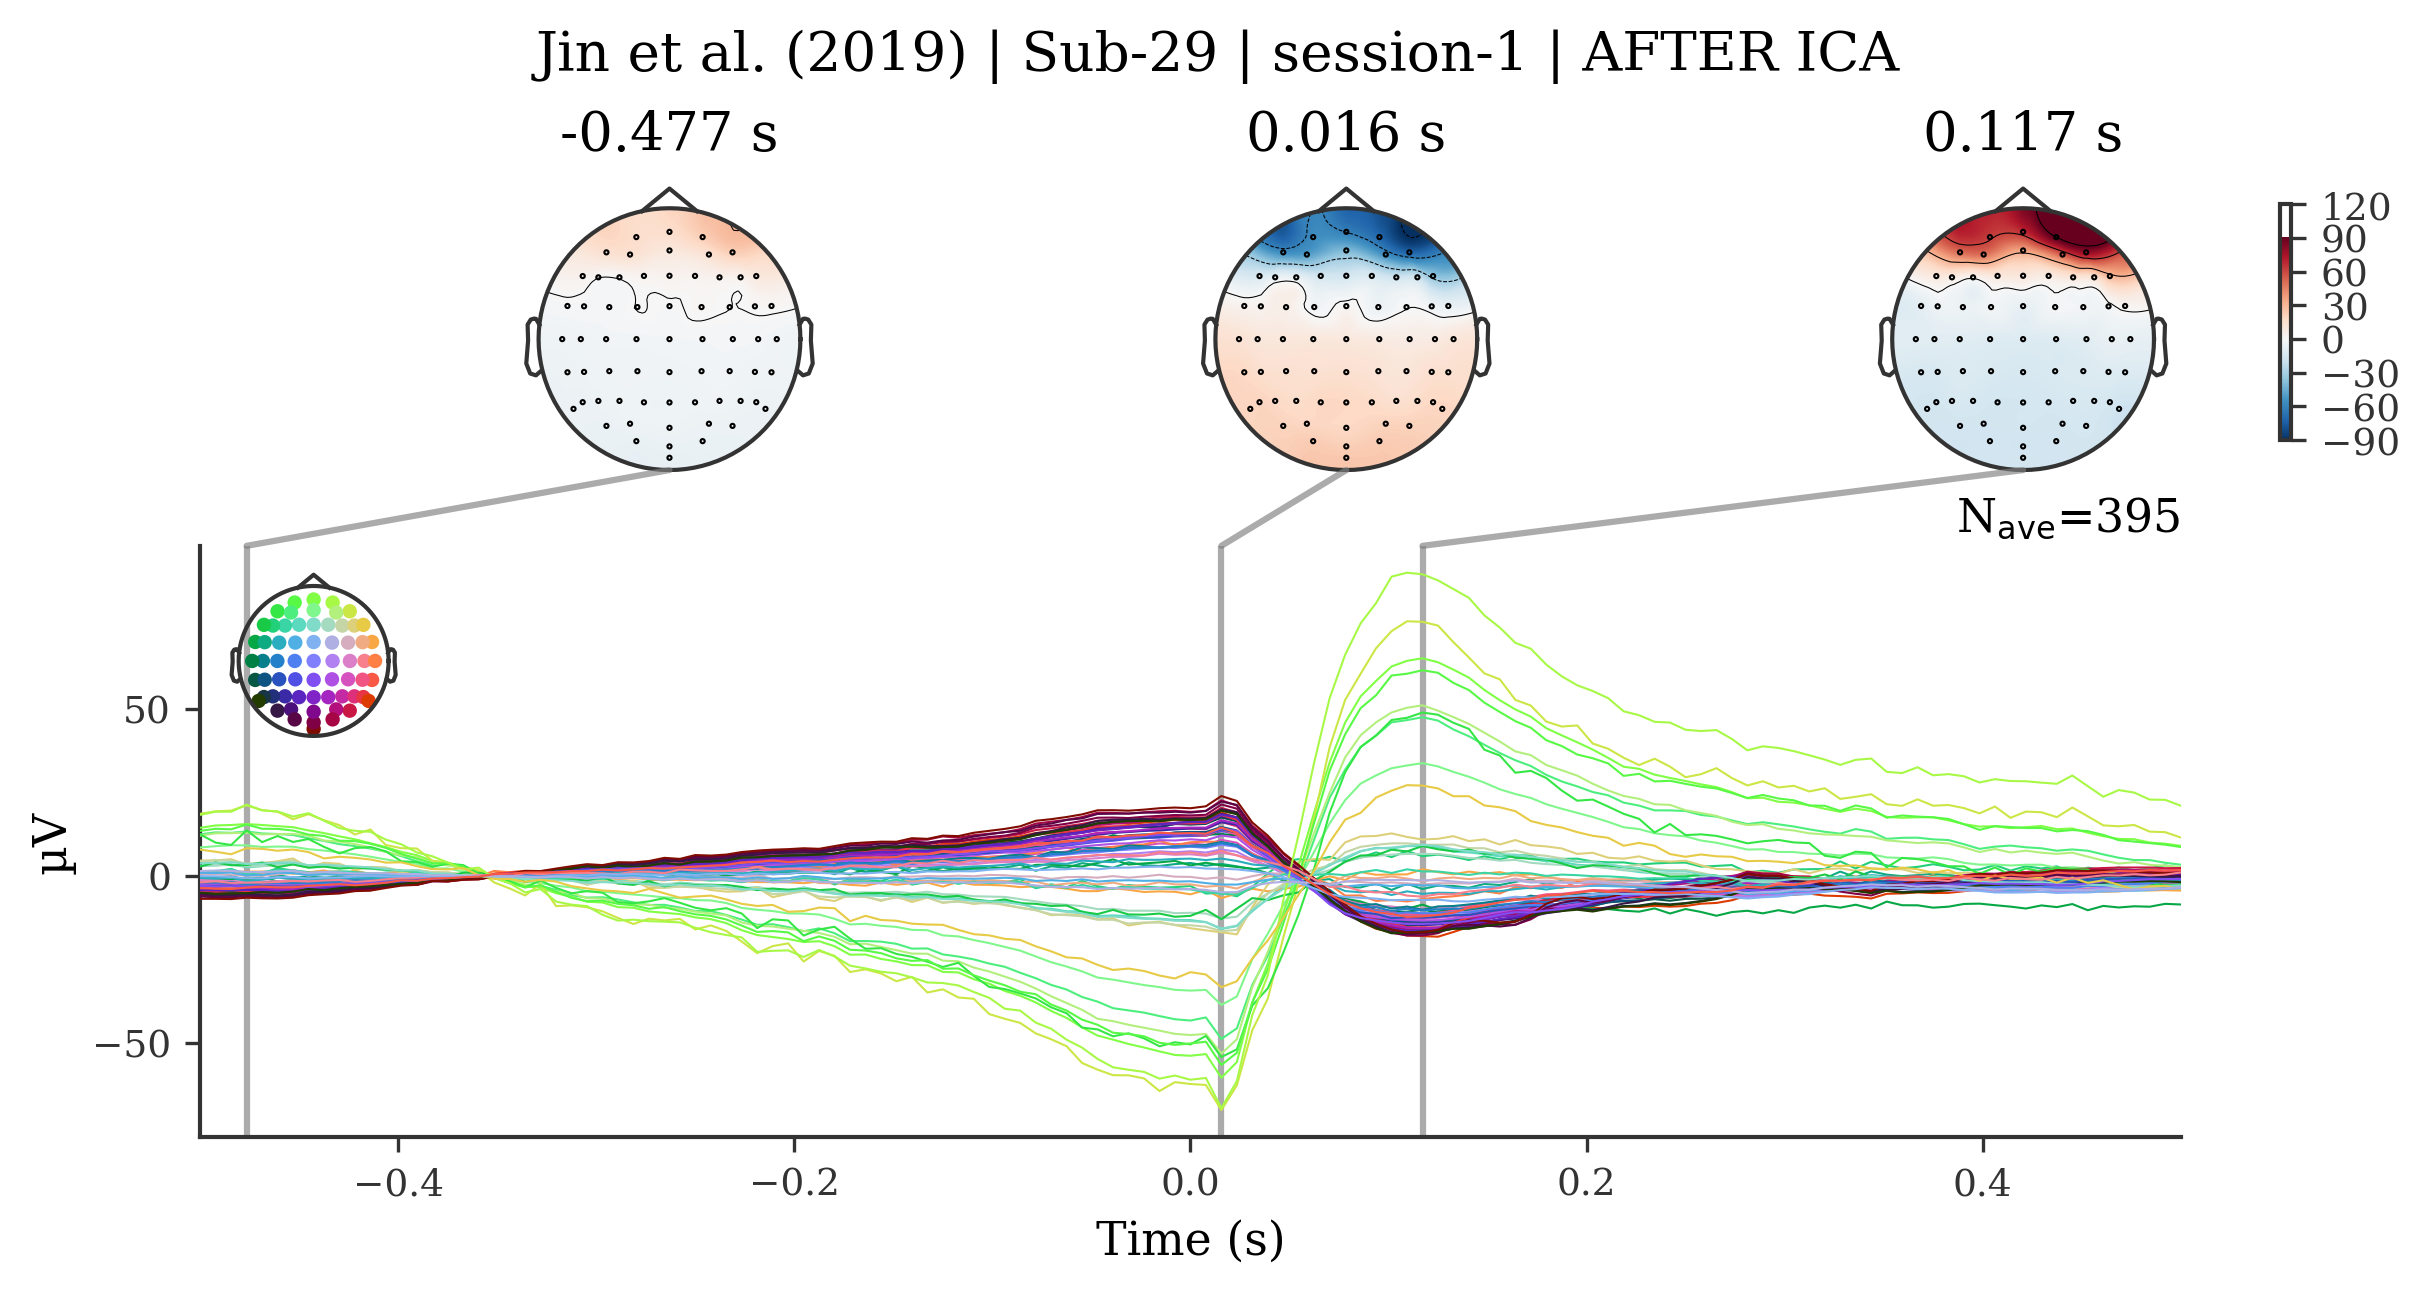 Jin et al. (2019) | Sub-29 | session-1 | AFTER ICA
-0.477 s
0.016 s
0.117 s
120
90
60
30
0
−30
−60
−90
Nave=395
50
0
−50
µV
−0.4
−0.2
0.0
0.2
0.4
Time (s)